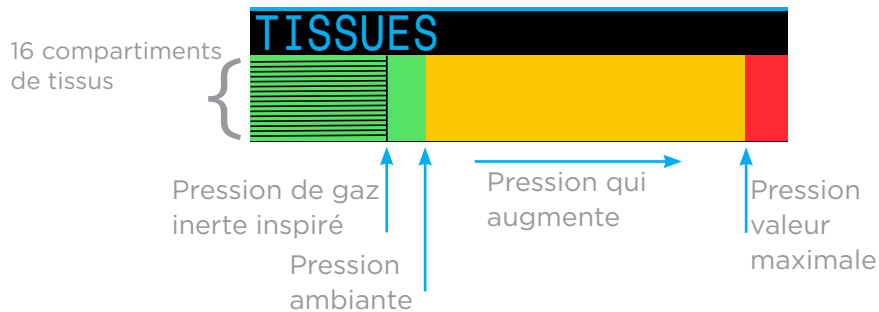 TISSUES
16 compartiments
de tissus
Pression de gaz
inerte inspiré
Pression
ambiante
Pression qui
augmente
Pression
valeur
maximale